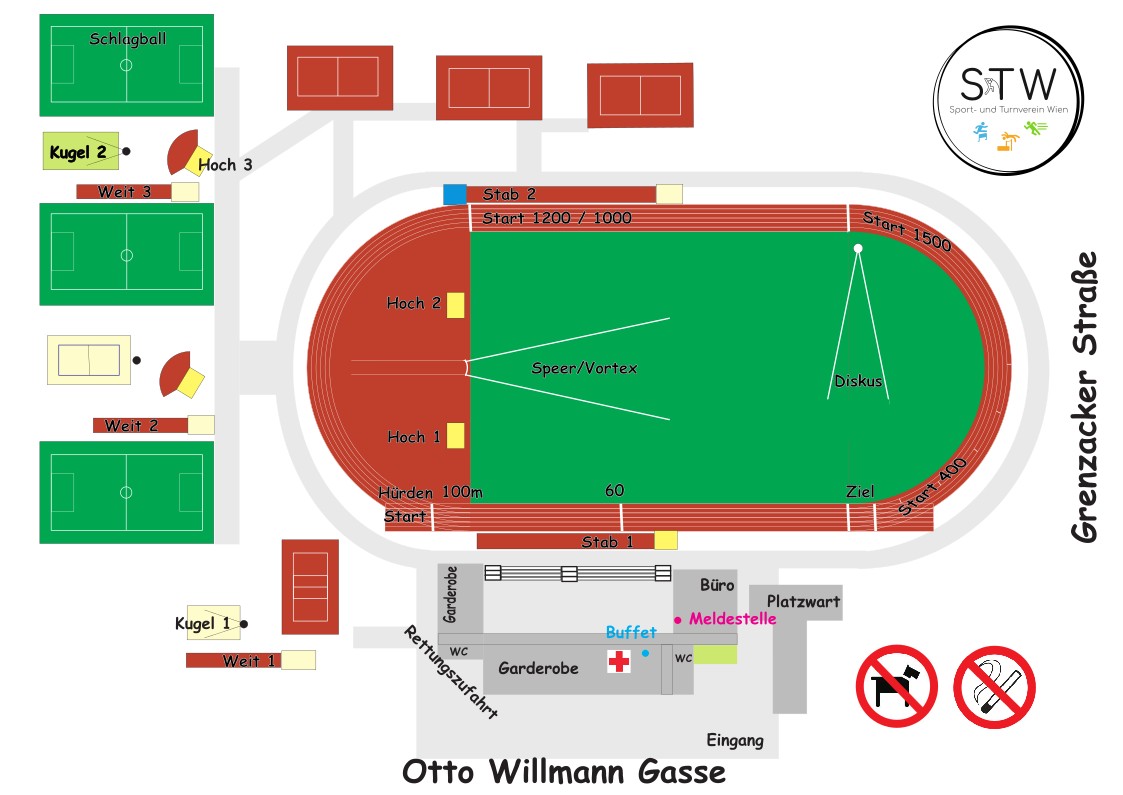 Schlagball
STW
Sport- und Turnverein Wien
Kugel 2
Hoch 3
Weit 3
Stab 2
Start 1200 / 1000
Start 1500
Hoch 2
Speer/Vortex
Diskus
Grenzacker Straße
Weit 2
Hoch 1
Hürden 100m
60
Ziel
Start 400
Start
Stab 1
Garderobe
Büro
Platzwart
Meldestelle
Kugel 1
Buffet
Rettungszufahrt
WC
Garderobe
WC
Weit 1
Eingang
Otto Willmann Gasse